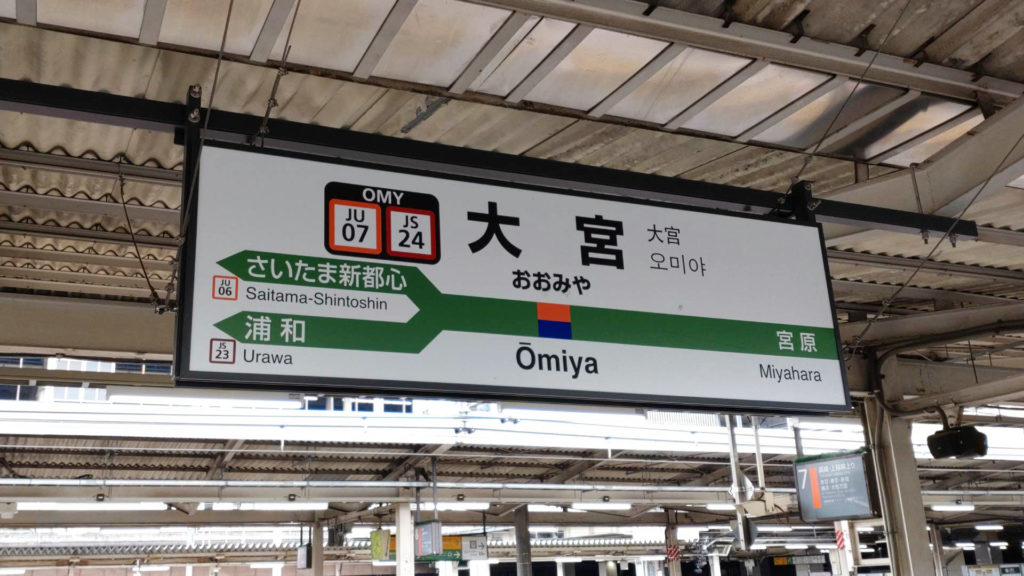 OMY
JU
07
JS
24
大宮
おおみや
大宮
오미야
さいたま新都心
JU
06
Saitama-Shintoshin
浦和
JS
23
Urawa
Ōmiya
宮原
Miyahara
7